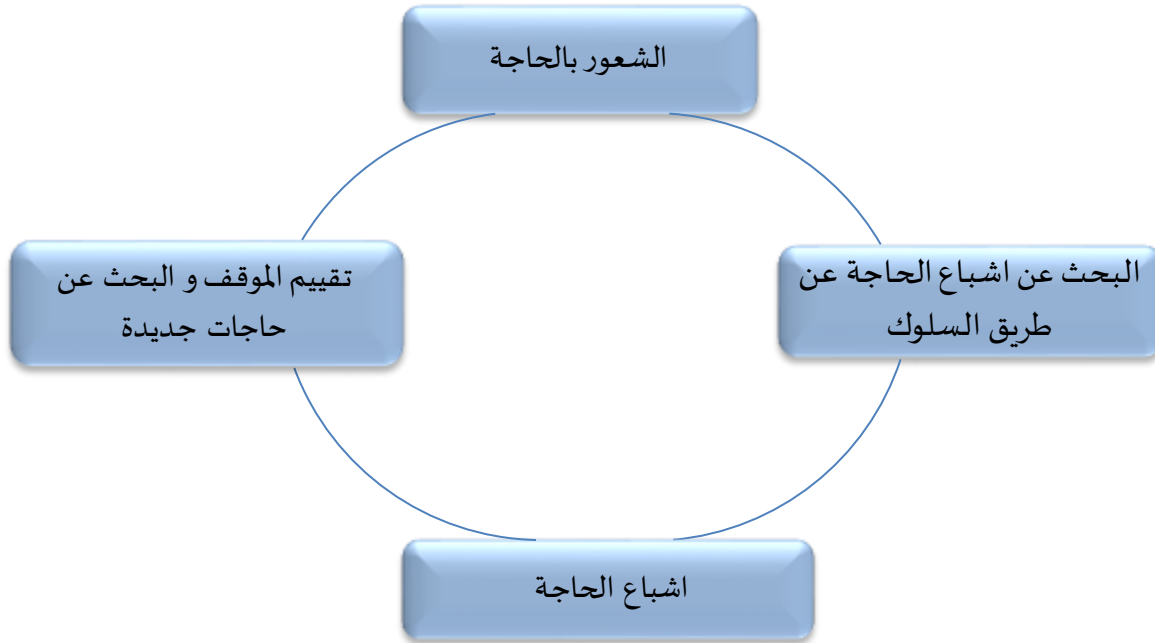 الشعور بالحاجة
البحث عن اشباع الحاجة عن
طريق السلوك
تقييم الموقف و البحث عن
حاجات جديدة
اشباع الحاجة